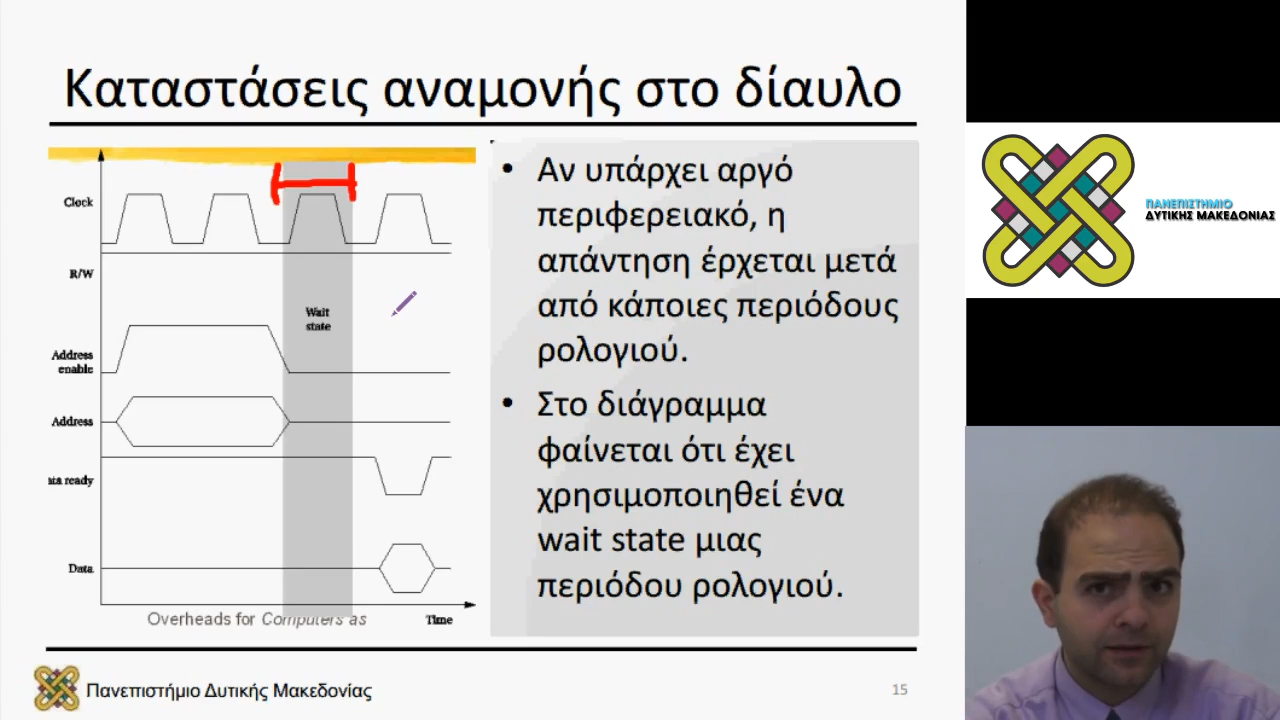 Καταστάσεις αναμονής στο δίαυλο
Clock
R/W
Wait
state
Address
enable
Address
ata ready
Data
Overheads for Computers as
Time
• Αν υπάρχει αργό
περιφερειακό, η
απάντηση έρχεται μετά
από κάποιες περιόδους
ρολογιού.
• Στο διάγραμμα
φαίνεται ότι έχει
χρησιμοποιηθεί ένα
wait state μιας
περιόδου ρολογιού.
Πανεπιστήμιο Δυτικής Μακεδονίας
15
ΠΑΝΕΠΙΣΤΗΜΙΟ
ΔΥΤΙΚΗΣ ΜΑΚΕΔΟΝΙΑΣ